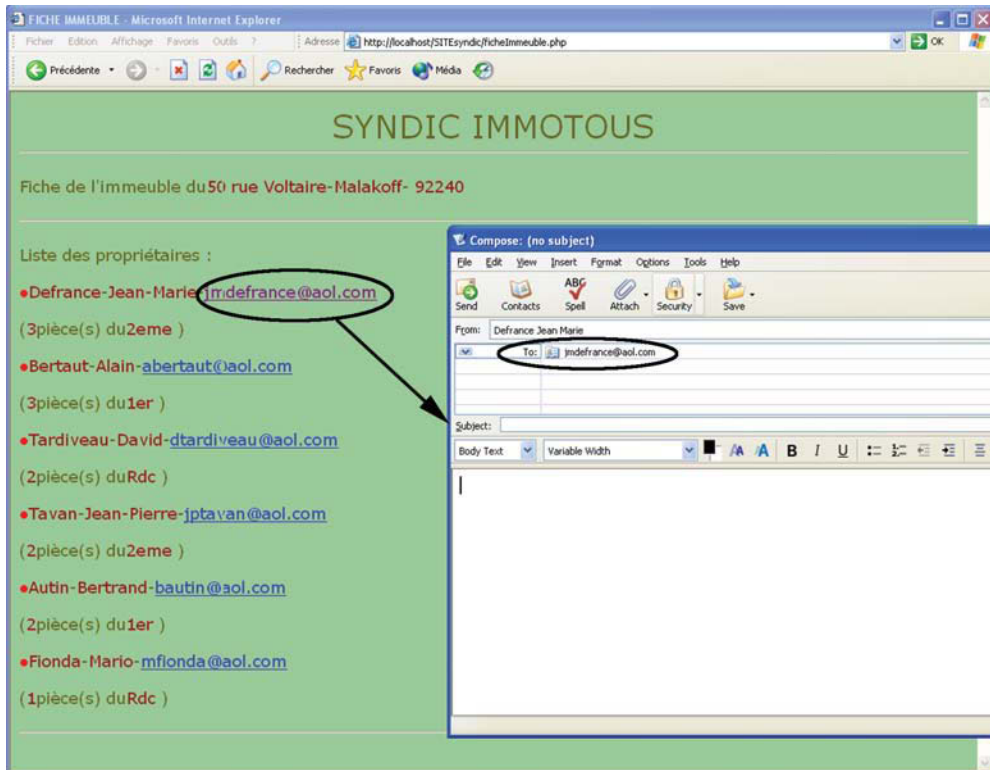 FICHE IMMEUBLE - Microsoft Internet Explorer
Fichier Edition Affichage Favoris Outils ? Adresse http://localhost/SITEsyndic/ficheImmeuble.php OK
Précédente Rechercher Favoris Média
SYNDIC IMMOTOUS
Fiche de l'immeuble du50 rue Voltaire-Malakoff- 92240
Liste des propriétaires :
•Defrance-Jean-Marie-jmdefrance@aol.com
(3pièce(s) du2eme )
•Bertaut-Alain-abertaut@aol.com
(3pièce(s) du1er )
•Tardiveau-David-dtardiveau@aol.com
(2pièce(s) duRdc )
•Tavan-Jean-Pierre-jptavan@aol.com
(2pièce(s) du2eme )
•Autin-Bertrand-bautin@aol.com
(2pièce(s) du1er )
•Fionda-Mario-mfionda@aol.com
(1pièce(s) duRdc )
Compose: (no subject)
File Edit View Insert Format Options Tools Help
Send Contacts Spell Attach Security Save
From: Defrance Jean Marie
To: jmdefrance@aol.com
Subject:
Body Text Variable Width A A A A B I U